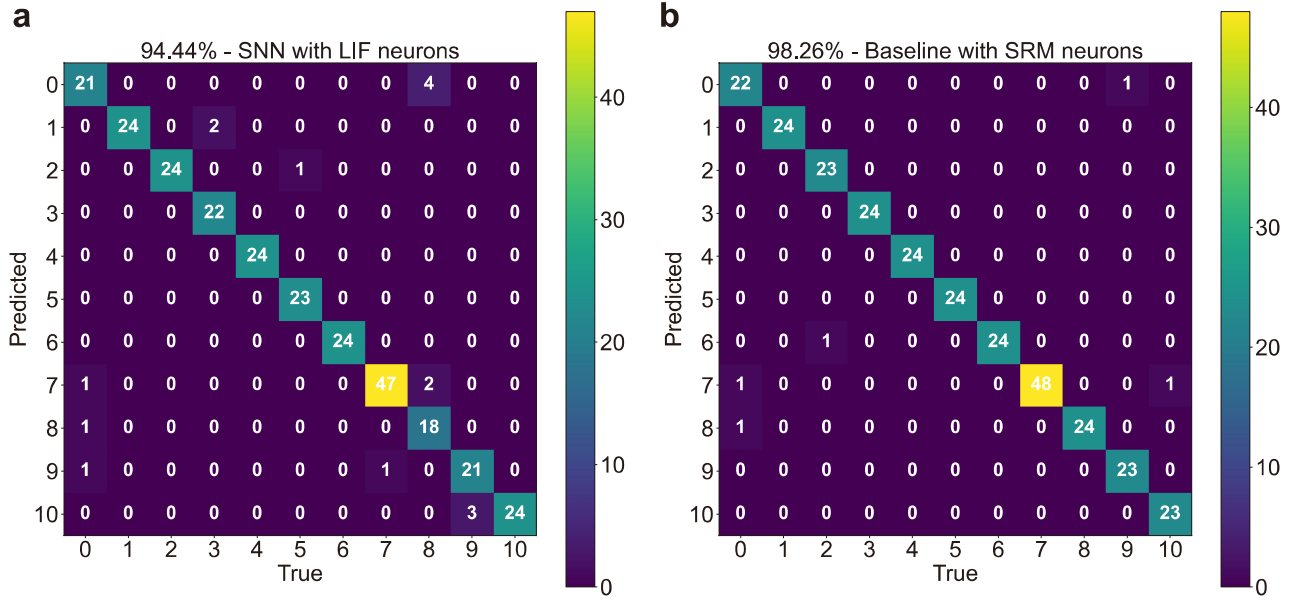 a
94.44% - SNN with LIF neurons
0 21 0 0 0 0 0 0 0 4 0 0
1 0 24 0 2 0 0 0 0 0 0 0
2 0 0 24 0 0 1 0 0 0 0 0
3 0 0 0 22 0 0 0 0 0 0 0
4 0 0 0 0 24 0 0 0 0 0 0
5 0 0 0 0 0 23 0 0 0 0 0
6 0 0 0 0 0 0 24 0 0 0 0
7 1 0 0 0 0 0 0 47 2 0 0
8 1 0 0 0 0 0 0 0 18 0 0
9 1 0 0 0 0 0 0 1 0 21 0
10 0 0 0 0 0 0 0 0 0 3 24
0 1 2 3 4 5 6 7 8 9 10
True
Predicted
40
30
20
10
0
b
98.26% - Baseline with SRM neurons
0 22 0 0 0 0 0 0 0 0 1 0
1 0 24 0 0 0 0 0 0 0 0 0
2 0 0 23 0 0 0 0 0 0 0 0
3 0 0 0 24 0 0 0 0 0 0 0
4 0 0 0 0 24 0 0 0 0 0 0
5 0 0 0 0 0 24 0 0 0 0 0
6 0 0 1 0 0 0 24 0 0 0 0
7 1 0 0 0 0 0 0 48 0 0 1
8 1 0 0 0 0 0 0 0 24 0 0
9 0 0 0 0 0 0 0 0 0 23 0
10 0 0 0 0 0 0 0 0 0 0 23
0 1 2 3 4 5 6 7 8 9 10
True
Predicted
40
30
20
10
0